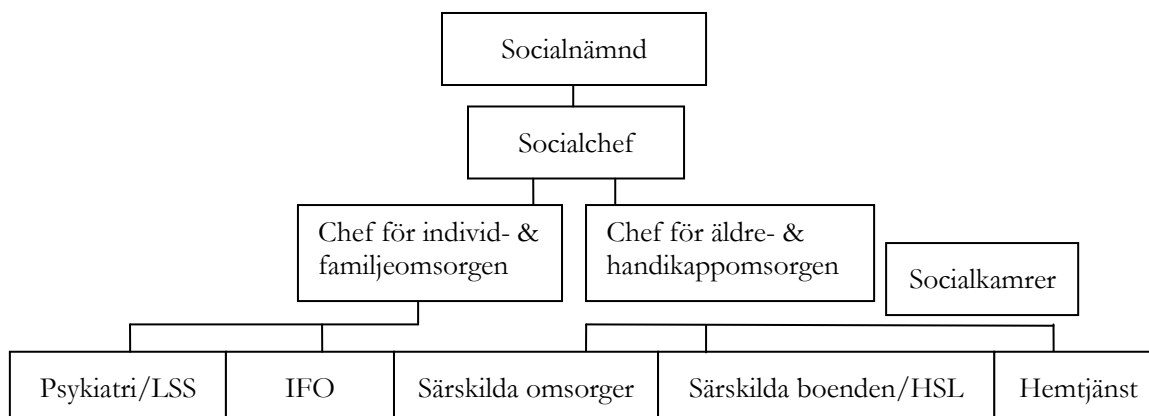 Socialnämnd
Socialchef
Chef för individ- &
familjeomsorgen
Chef för äldre- &
handikappomsorgen
Socialkamrer
Psykiatri/LSS
IFO
Särskilda omsorger
Särskilda boenden/HSL
Hemtjänst